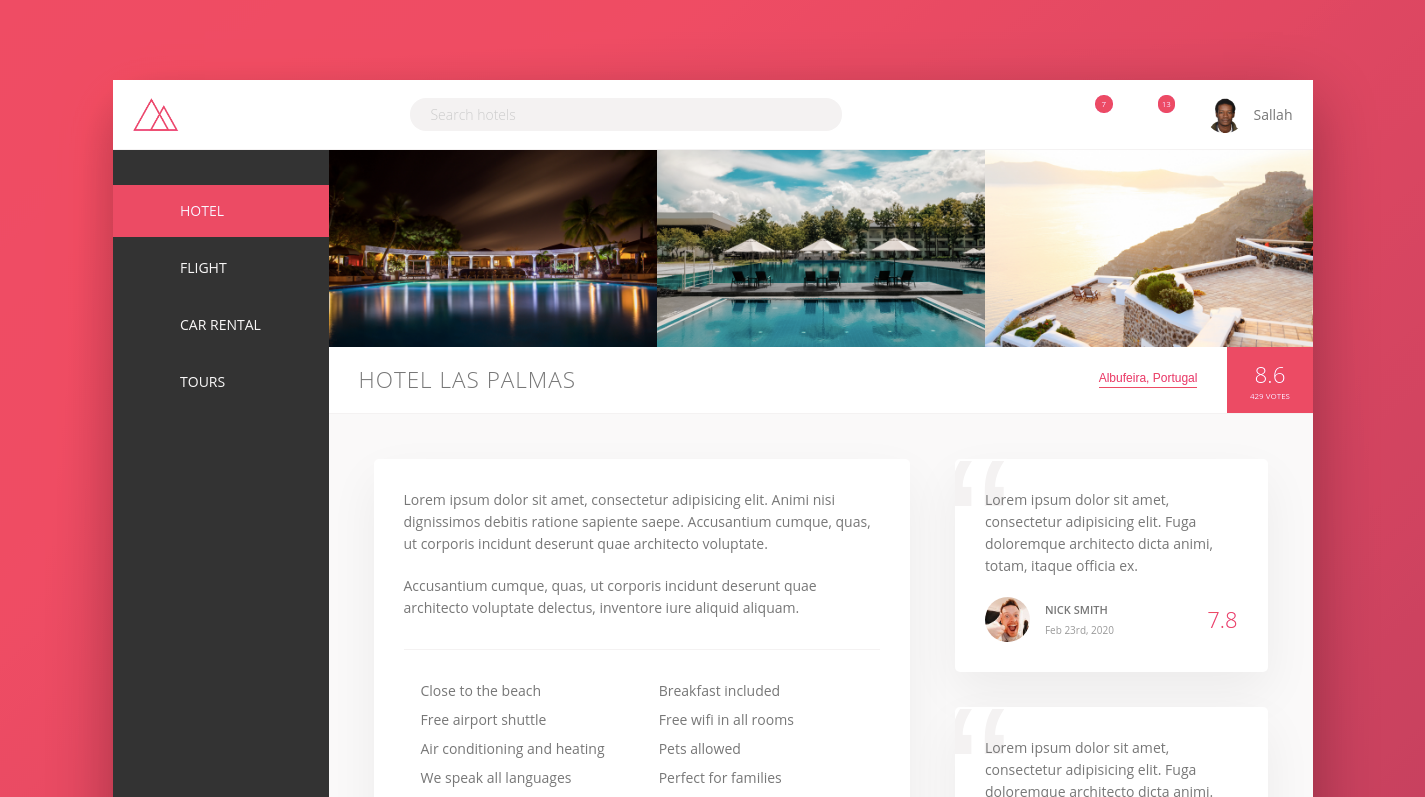 Search hotels
7
13
Sallah
HOTEL
FLIGHT
CAR RENTAL
TOURS
HOTEL LAS PALMAS
Albufeira, Portugal
8.6
429 VOTES
Lorem ipsum dolor sit amet, consectetur adipisicing elit. Animi nisi
dignissimos debitis ratione sapiente saepe. Accusantium cumque, quas,
ut corporis incidunt deserunt quae architecto voluptate.
Accusantium cumque, quas, ut corporis incidunt deserunt quae
architecto voluptate delectus, inventore iure aliquid aliquam.
Close to the beach
Breakfast included
Free airport shuttle
Free wifi in all rooms
Air conditioning and heating
Pets allowed
We speak all languages
Perfect for families
“
Lorem ipsum dolor sit amet,
consectetur adipisicing elit. Fuga
doloremque architecto dicta animi,
totam, itaque officia ex.
NICK SMITH
Feb 23rd, 2020
7.8
“
Lorem ipsum dolor sit amet,
consectetur adipisicing elit. Fuga
doloremque architecto dicta animi,